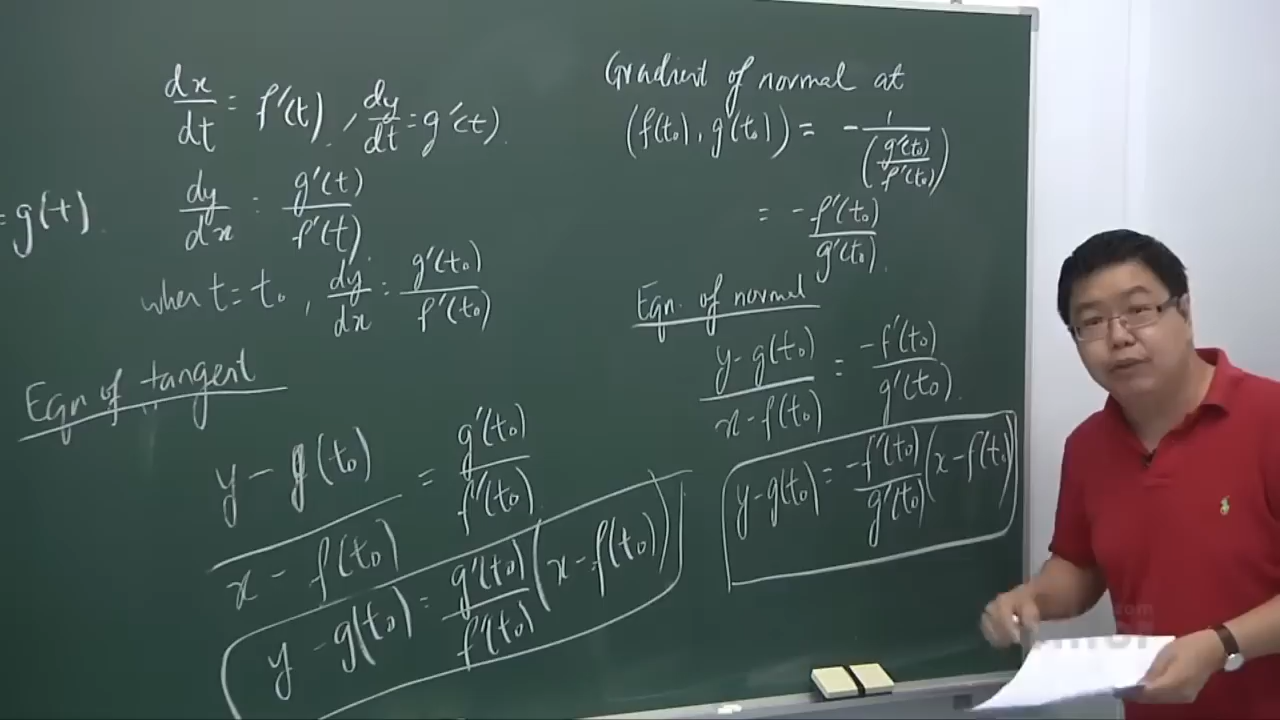 dx/dt = f'(t), dy/dt = g'(t).
= g(t).
dy/dx = g'(t)/f'(t).
when t = t₀, dy/dx = g'(t₀)/f'(t₀)
Eqn of tangent
(y - g(t₀))/(x - f(t₀)) = g'(t₀)/f'(t₀)
y - g(t₀) = g'(t₀)/f'(t₀) (x - f(t₀))
Gradient of normal at
(f(t₀), g'(t₀)) = -1/(g'(t₀)/f'(t₀))
= -f'(t₀)/g'(t₀).
Eqn. of normal
(y - g(t₀))/(x - f(t₀)) = -f'(t₀)/g'(t₀).
y - g(t₀) = -f'(t₀)/g'(t₀) (x - f(t₀))